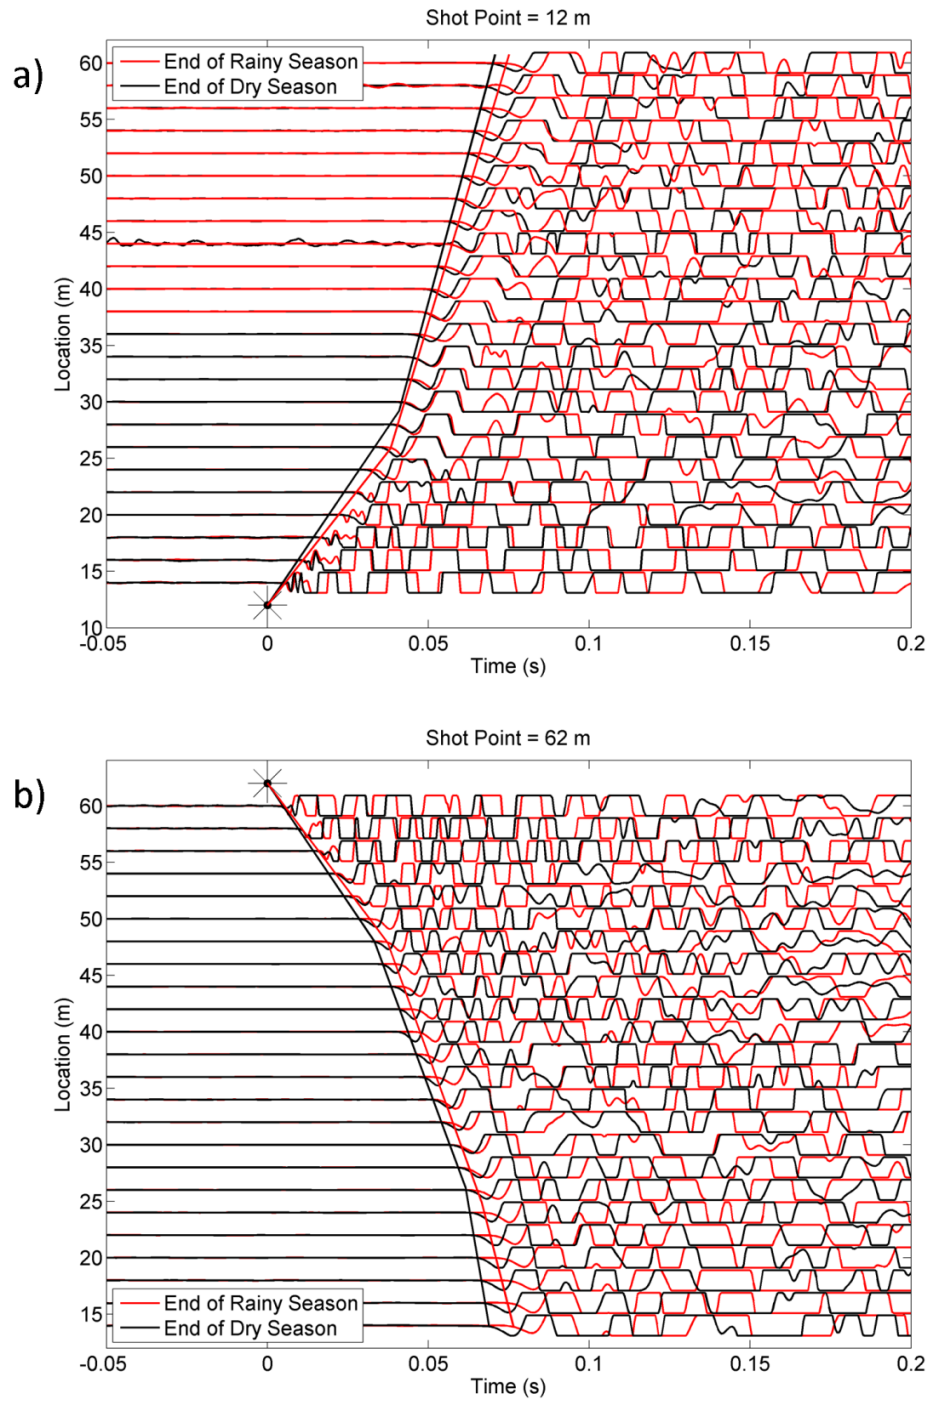 Shot Point = 12 m
a)
End of Rainy Season
End of Dry Season
60
55
50
45
40
35
30
25
20
15
10
Location (m)
-0.05 0 0.05 0.1 0.15 0.2
Time (s)
Shot Point = 62 m
b)
60
55
50
45
40
35
30
25
20
15
Location (m)
End of Rainy Season
End of Dry Season
-0.05 0 0.05 0.1 0.15 0.2
Time (s)